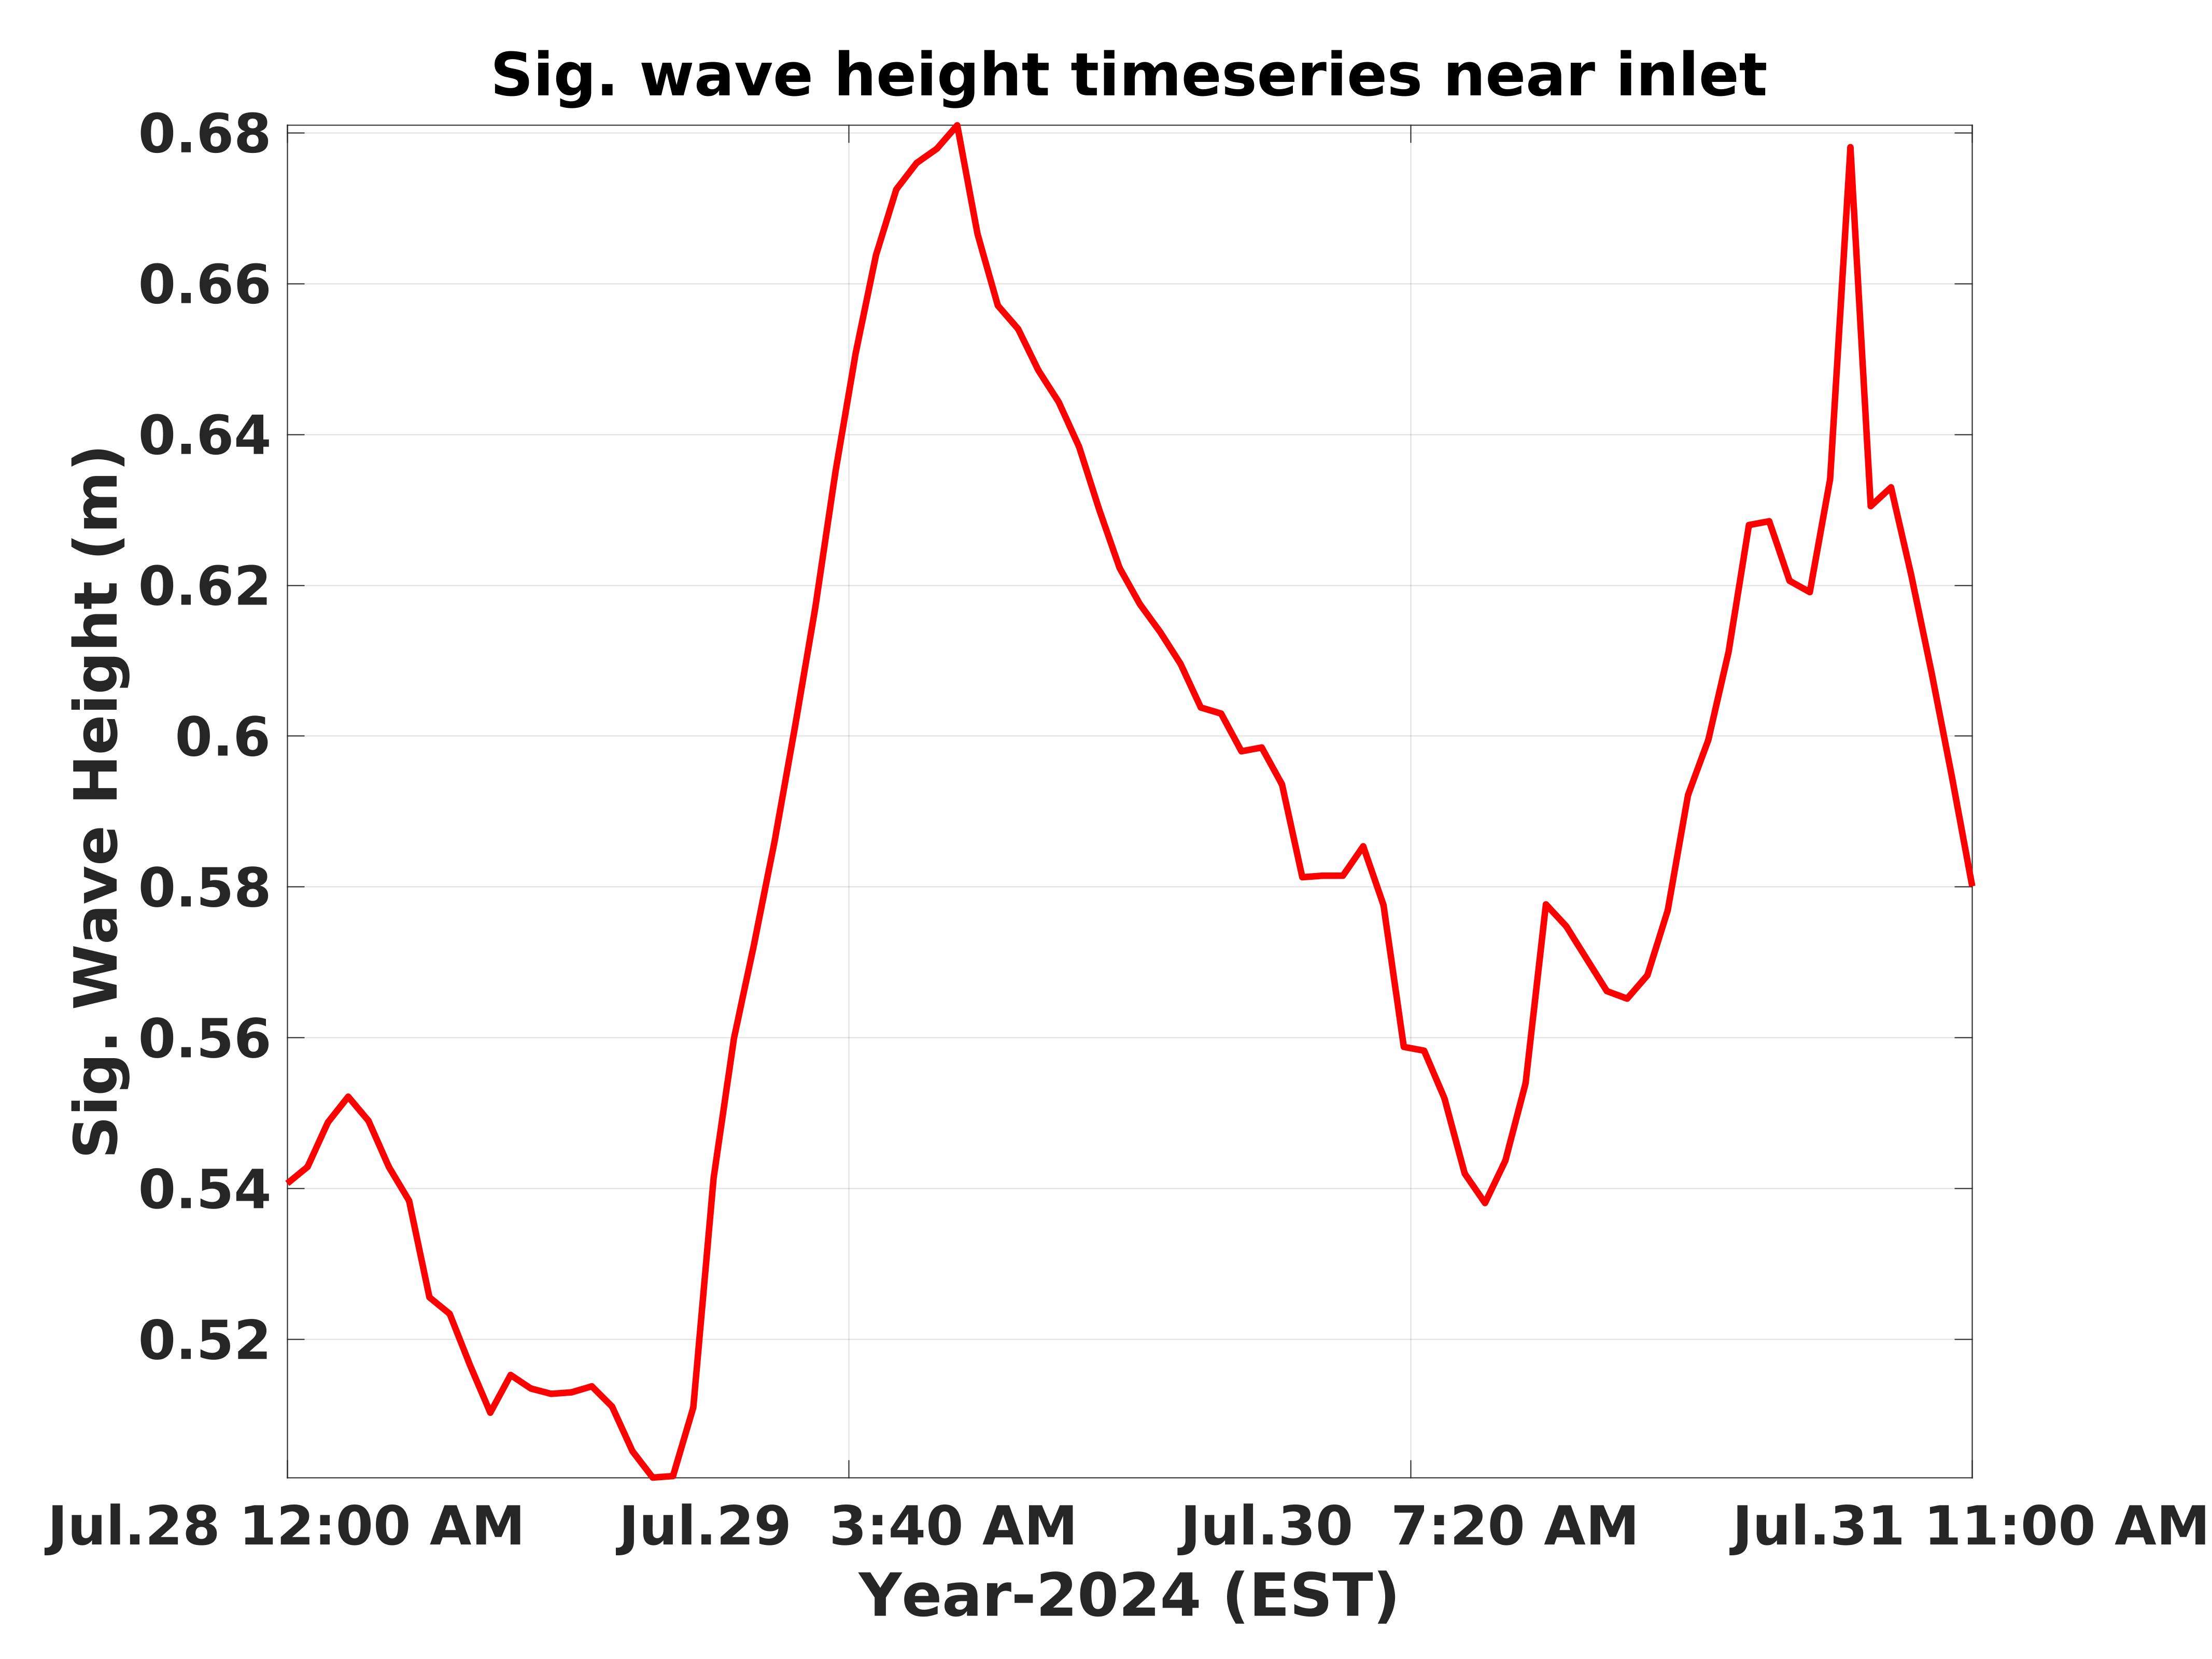 Sig. wave height timeseries near inlet
Sig. Wave Height (m)
0.68
0.66
0.64
0.62
0.6
0.58
0.56
0.54
0.52
Jul.28 12:00 AM Jul.29 3:40 AM Jul.30 7:20 AM Jul.31 11:00 AM
Year-2024 (EST)